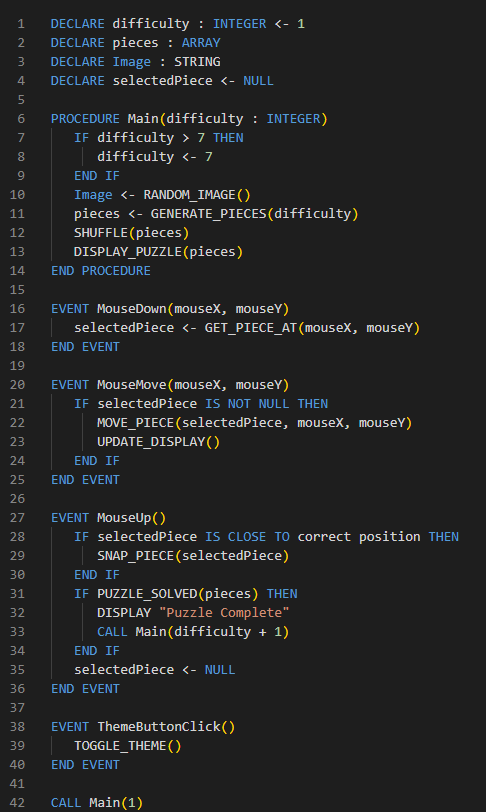 1 DECLARE difficulty : INTEGER <- 1
2 DECLARE pieces : ARRAY
3 DECLARE Image : STRING
4 DECLARE selectedPiece <- NULL
5
6 PROCEDURE Main(difficulty : INTEGER)
7 IF difficulty > 7 THEN
8 difficulty <- 7
9 END IF
10 Image <- RANDOM_IMAGE()
11 pieces <- GENERATE_PIECES(difficulty)
12 SHUFFLE(pieces)
13 DISPLAY_PUZZLE(pieces)
14 END PROCEDURE
15
16 EVENT MouseDown(mouseX, mouseY)
17 selectedPiece <- GET_PIECE_AT(mouseX, mouseY)
18 END EVENT
19
20 EVENT MouseMove(mouseX, mouseY)
21 IF selectedPiece IS NOT NULL THEN
22 MOVE_PIECE(selectedPiece, mouseX, mouseY)
23 UPDATE_DISPLAY()
24 END IF
25 END EVENT
26
27 EVENT MouseUp()
28 IF selectedPiece IS CLOSE TO correct position THEN
29 SNAP_PIECE(selectedPiece)
30 END IF
31 IF PUZZLE_SOLVED(pieces) THEN
32 DISPLAY "Puzzle Complete"
33 CALL Main(difficulty + 1)
34 END IF
35 selectedPiece <- NULL
36 END EVENT
37
38 EVENT ThemeButtonClick()
39 TOGGLE_THEME()
40 END EVENT
41
42 CALL Main(1)